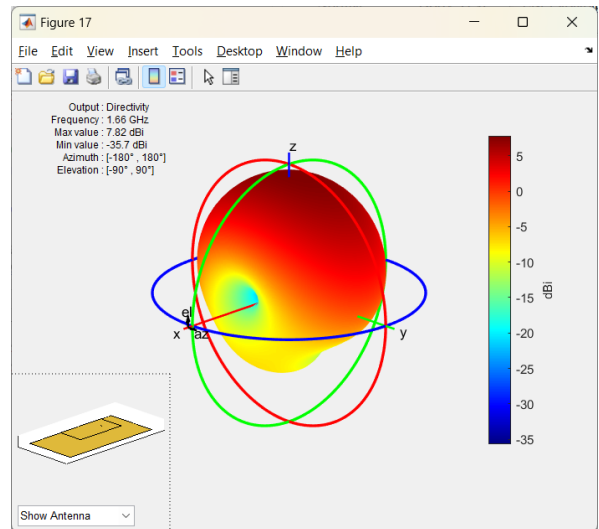 Figure 17
File Edit View Insert Tools Desktop Window Help
Output : Directivity
Frequency : 1.66 GHz
Max value : 7.82 dBi
Min value : -35.7 dBi
Azimuth : [-180° , 180°]
Elevation : [-90° , 90°]
z
el
x az
y
5
0
-5
-10
-15
-20
-25
-30
-35
dBi
Show Antenna